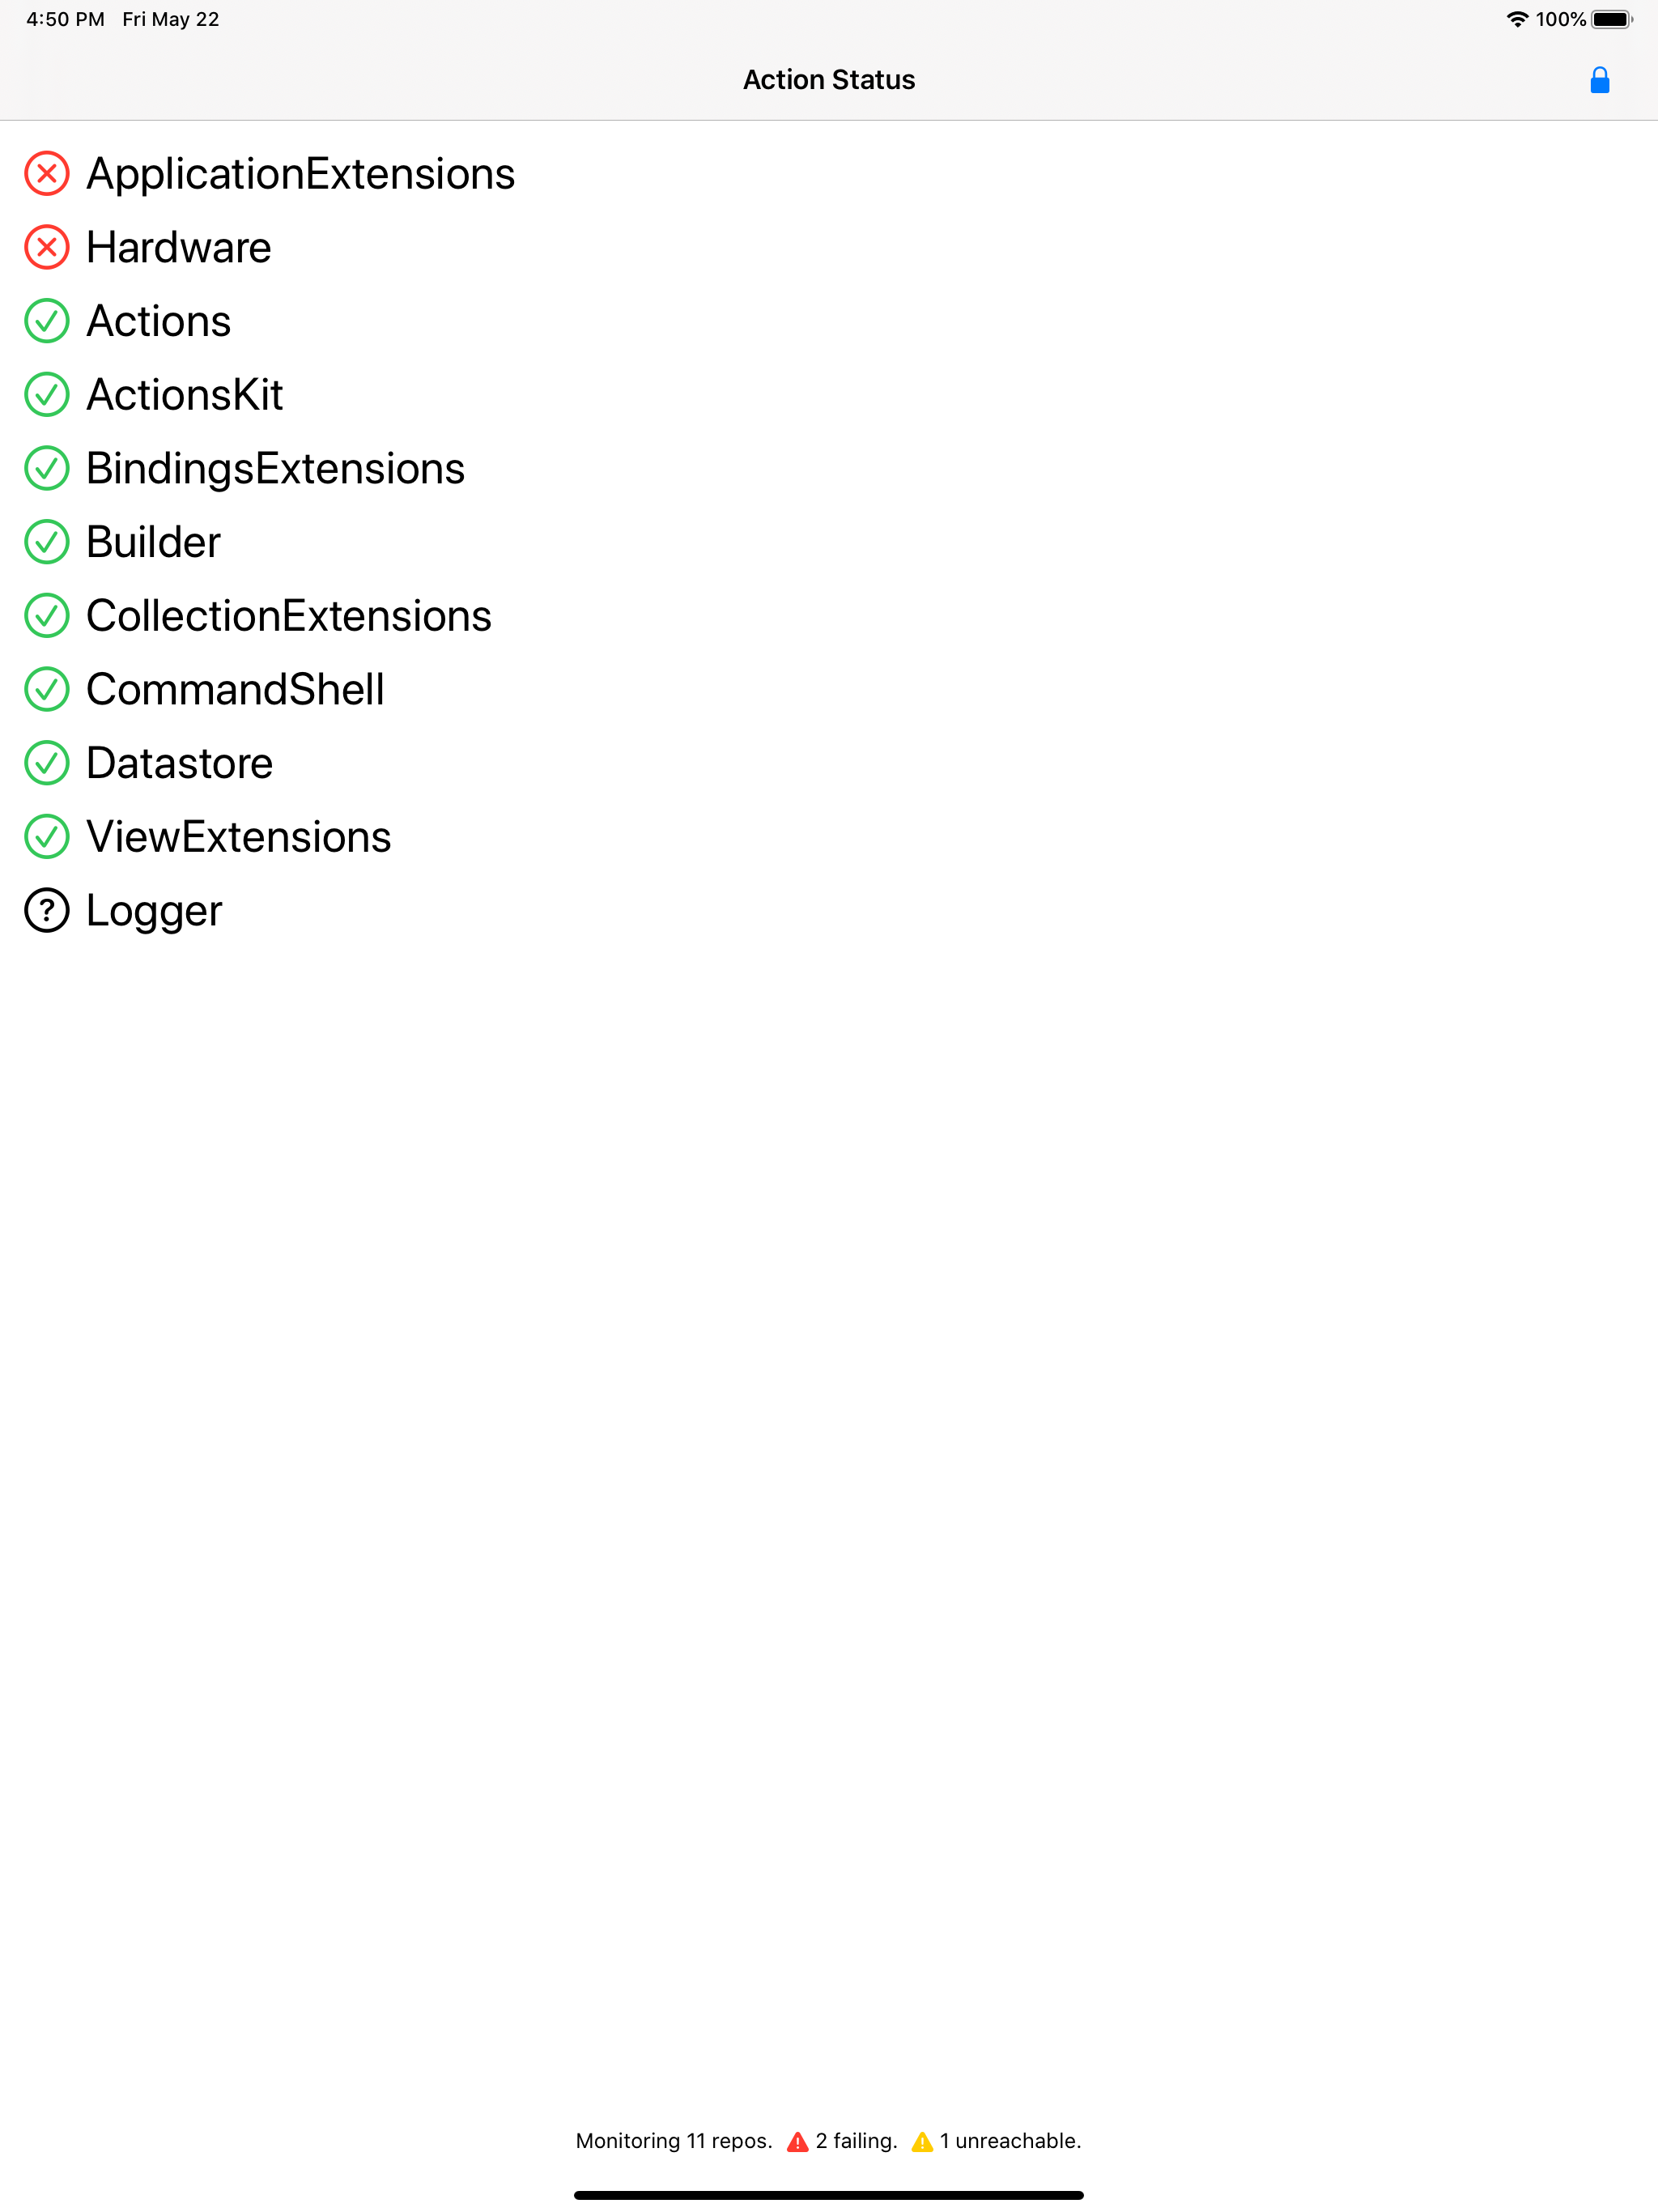 4:50 PM Fri May 22 100%
Action Status
ApplicationExtensions
Hardware
Actions
ActionsKit
BindingsExtensions
Builder
CollectionExtensions
CommandShell
Datastore
ViewExtensions
? Logger
Monitoring 11 repos. 2 failing. 1 unreachable.